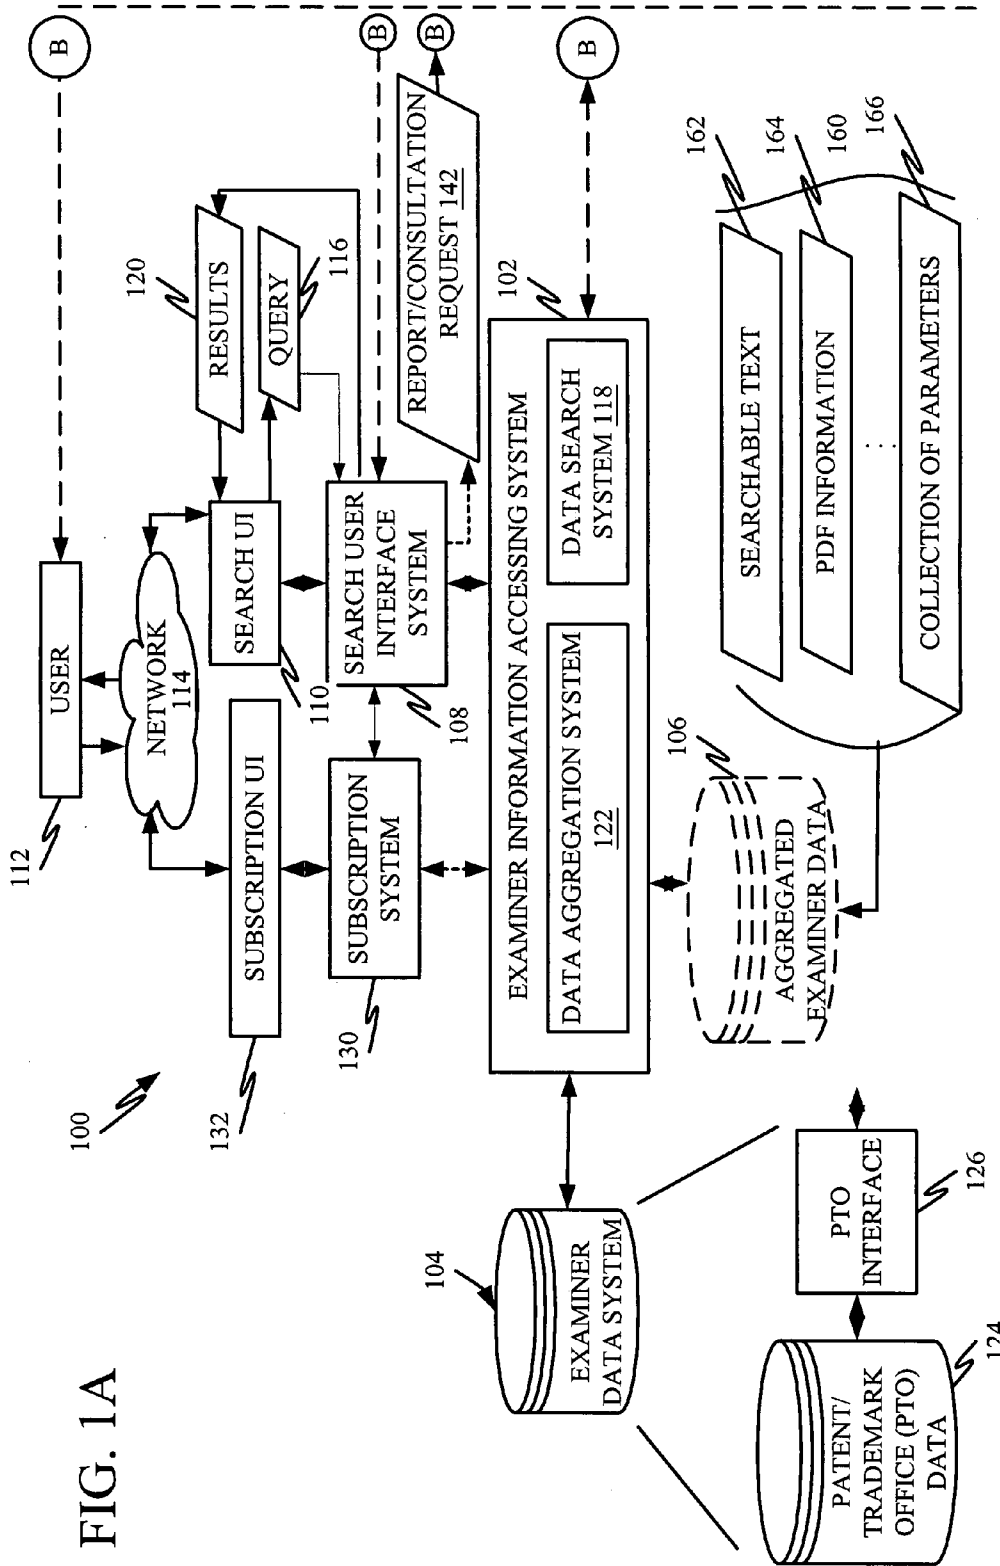 FIG. 1A
100
112
USER
B
NETWORK
114
132
SUBSCRIPTION UI
110
SEARCH UI
120
RESULTS
QUERY
116
130
SUBSCRIPTION
SYSTEM
108
SEARCH USER
INTERFACE
SYSTEM
B
REPORT/CONSULTATION
REQUEST 142
B
102
EXAMINER INFORMATION ACCESSING SYSTEM
DATA AGGREGATION SYSTEM
122
DATA SEARCH
SYSTEM 118
B
104
EXAMINER
DATA SYSTEM
106
AGGREGATED
EXAMINER DATA
162
SEARCHABLE TEXT
164
PDF INFORMATION
160
166
COLLECTION OF PARAMETERS
PATENT/
TRADEMARK
OFFICE (PTO)
DATA
124
PTO
INTERFACE
126